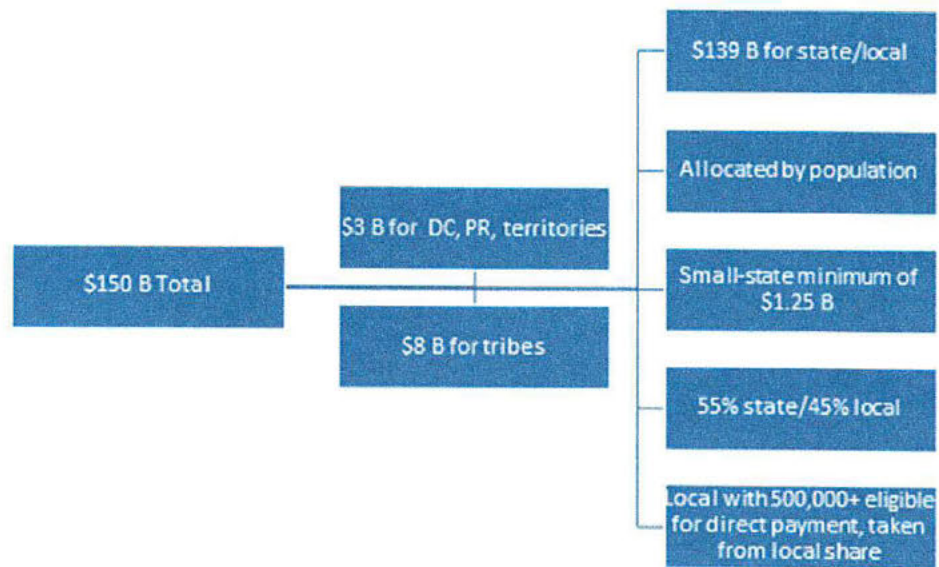 $150 B Total
$3 B for DC, PR, territories
$8 B for tribes
$139 B for state/local
Allocated by population
Small-state minimum of
$1.25 B
55% state/45% local
Local with 500,000+ eligible
for direct payment, taken
from local share